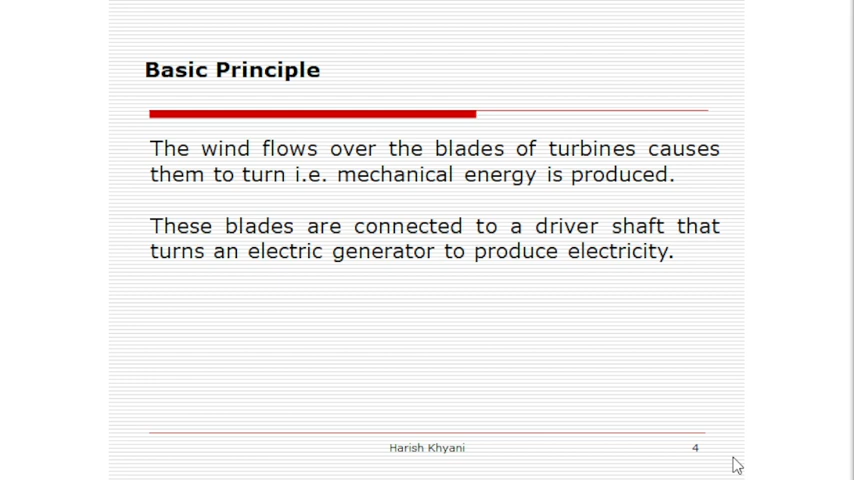 Basic Principle
The wind flows over the blades of turbines causes
them to turn i.e. mechanical energy is produced.
These blades are connected to a driver shaft that
turns an electric generator to produce electricity.
Harish Khyani
4